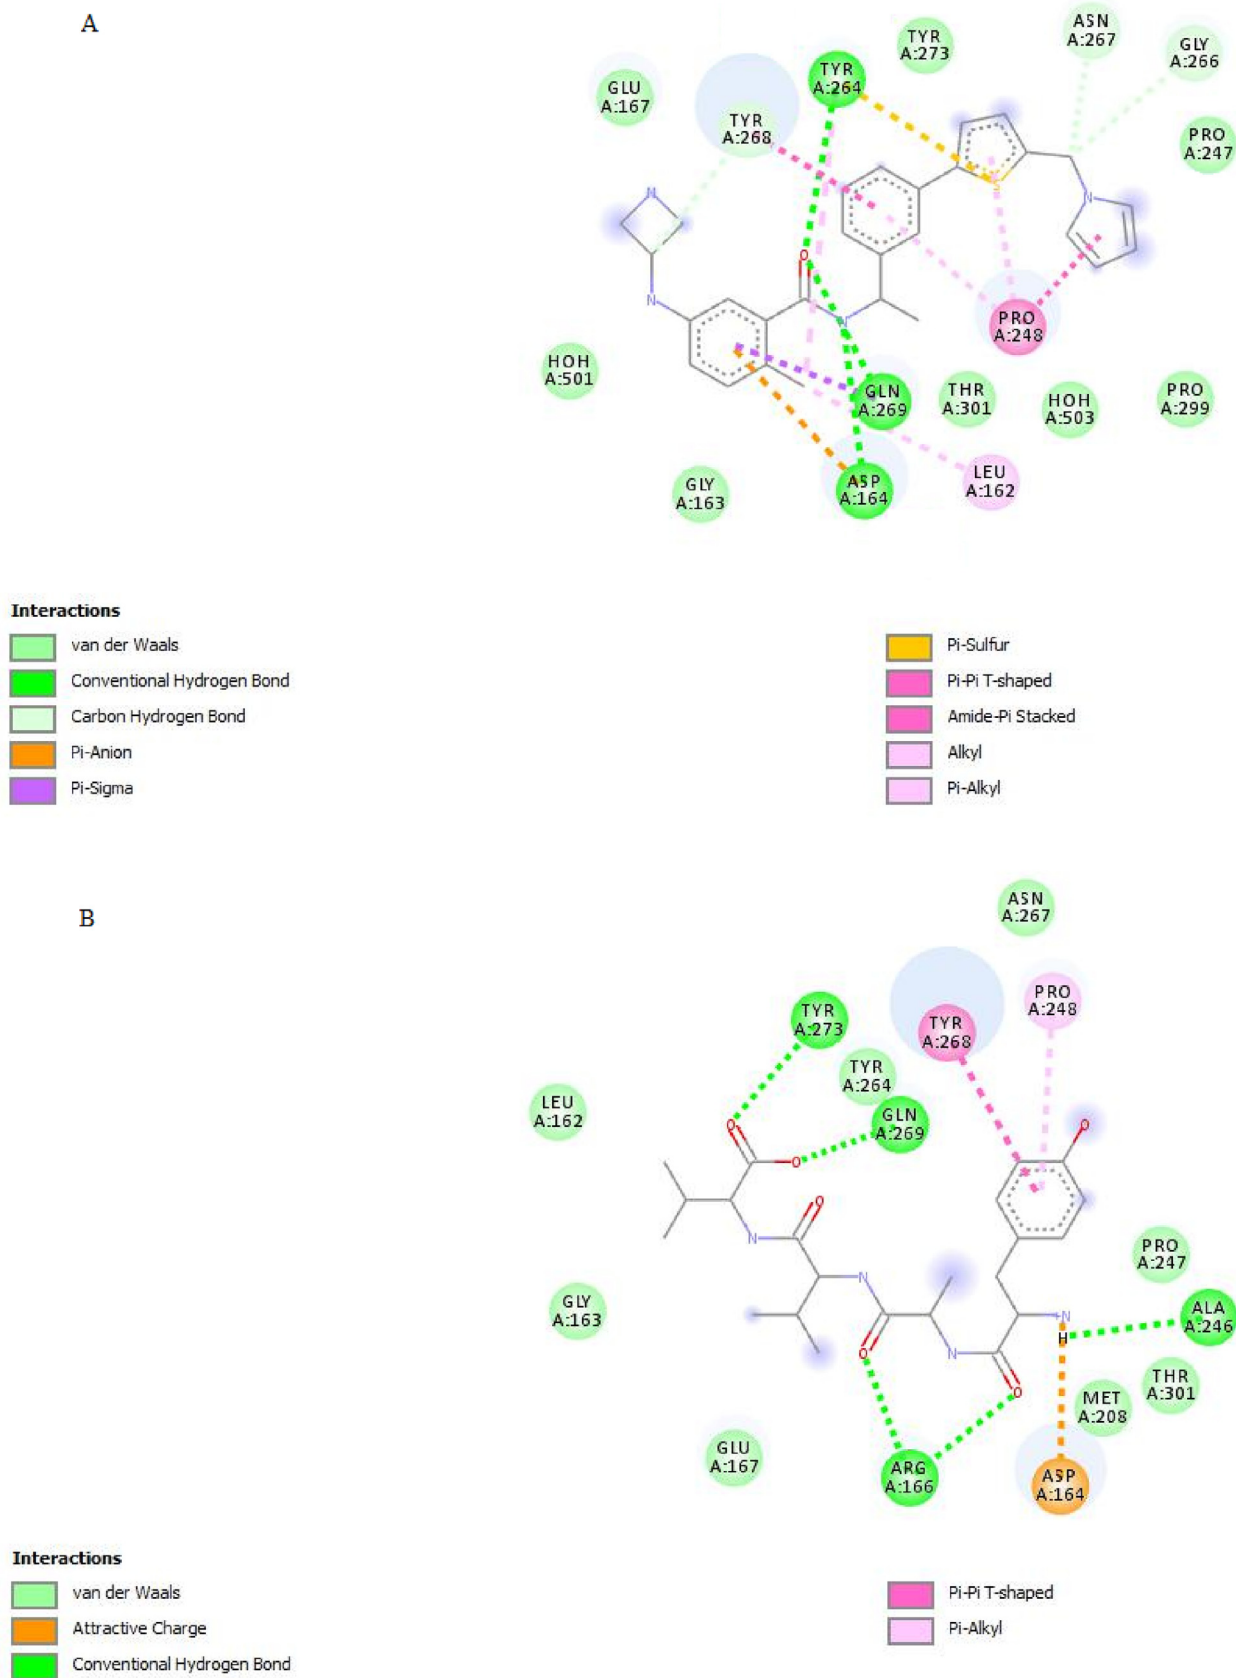 A
TYR
A:273
ASN
A:267
GLY
A:266
TYR
A:264
GLU
A:167
TYR
A:268
PRO
A:247
N
S
N
O
N
N
PRO
A:248
HOH
A:501
GLN
A:269
THR
A:301
HOH
A:503
PRO
A:299
GLY
A:163
ASP
A:164
LEU
A:162
Interactions
van der Waals
Conventional Hydrogen Bond
Carbon Hydrogen Bond
Pi-Anion
Pi-Sigma
Pi-Sulfur
Pi-Pi T-shaped
Amide-Pi Stacked
Alkyl
Pi-Alkyl
B
ASN
A:267
PRO
A:248
TYR
A:273
TYR
A:268
TYR
A:264
LEU
A:162
GLN
A:269
O
O
O
O
N
N
PRO
A:247
GLY
A:163
ALA
A:246
N
H
O
N
O
THR
A:301
MET
A:208
GLU
A:167
ARG
A:166
ASP
A:164
Interactions
van der Waals
Attractive Charge
Conventional Hydrogen Bond
Pi-Pi T-shaped
Pi-Alkyl